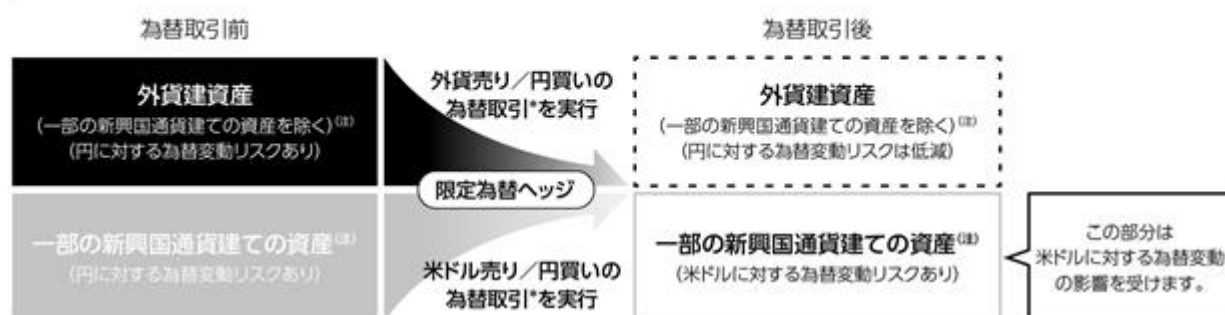 為替取引前
為替取引後
外貨建資産
(一部の新興国通貨建ての資産を除く)(注)
(円に対する為替変動リスクあり)
外貨売り/円買いの
為替取引*を実行
外貨建資産
(一部の新興国通貨建ての資産を除く)(注)
(円に対する為替変動リスクは低減)
限定為替ヘッジ
一部の新興国通貨建ての資産(注)
(円に対する為替変動リスクあり)
米ドル売り/円買いの
為替取引*を実行
一部の新興国通貨建ての資産(注)
(米ドルに対する為替変動リスクあり)
この部分は
米ドルに対する為替変動
の影響を受けます。